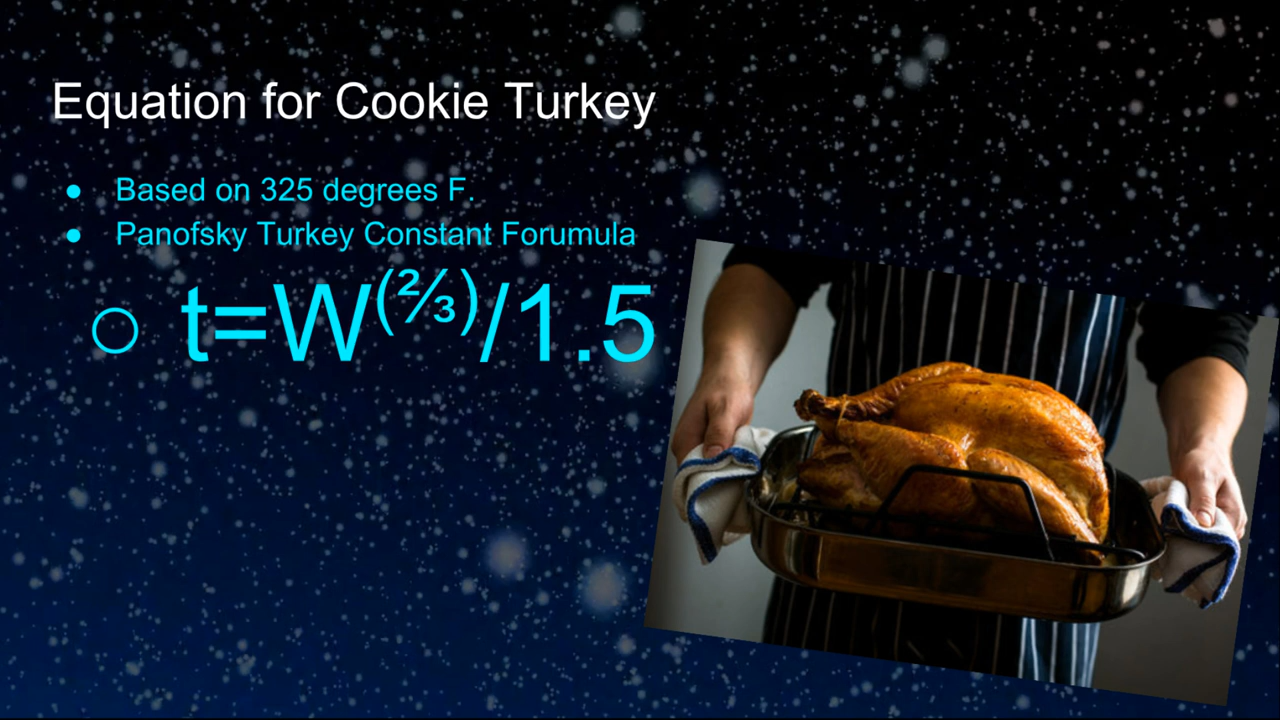 Equation for Cookie Turkey
● Based on 325 degrees F.
● Panofsky Turkey Constant Forumula
○ t=W^(⅔)/1.5